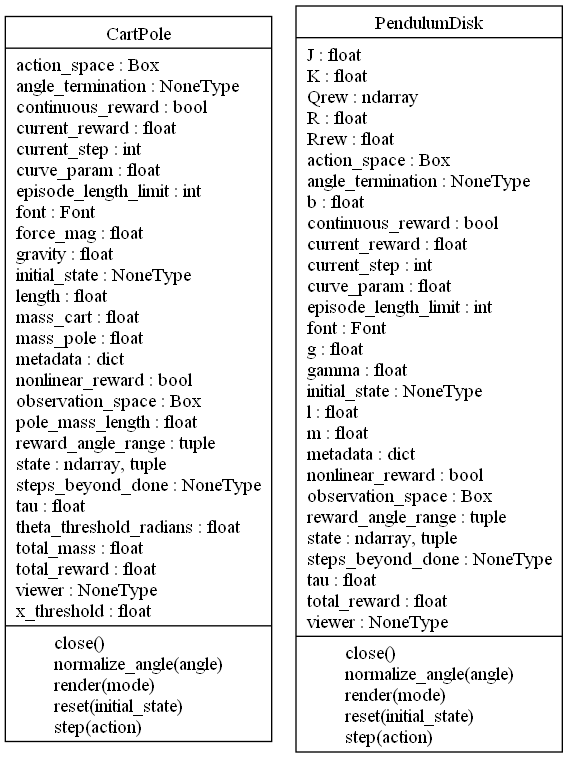 CartPole
action_space : Box
angle_termination : NoneType
continuous_reward : bool
current_reward : float
current_step : int
curve_param : float
episode_length_limit : int
font : Font
force_mag : float
gravity : float
initial_state : NoneType
length : float
mass_cart : float
mass_pole : float
metadata : dict
nonlinear_reward : bool
observation_space : Box
pole_mass_length : float
reward_angle_range : tuple
state : ndarray, tuple
steps_beyond_done : NoneType
tau : float
theta_threshold_radians : float
total_mass : float
total_reward : float
viewer : NoneType
x_threshold : float
close()
normalize_angle(angle)
render(mode)
reset(initial_state)
step(action)
PendulumDisk
J : float
K : float
Qrew : ndarray
R : float
Rrew : float
action_space : Box
angle_termination : NoneType
b : float
continuous_reward : bool
current_reward : float
current_step : int
curve_param : float
episode_length_limit : int
font : Font
g : float
gamma : float
initial_state : NoneType
l : float
m : float
metadata : dict
nonlinear_reward : bool
observation_space : Box
reward_angle_range : tuple
state : ndarray, tuple
steps_beyond_done : NoneType
tau : float
total_reward : float
viewer : NoneType
close()
normalize_angle(angle)
render(mode)
reset(initial_state)
step(action)